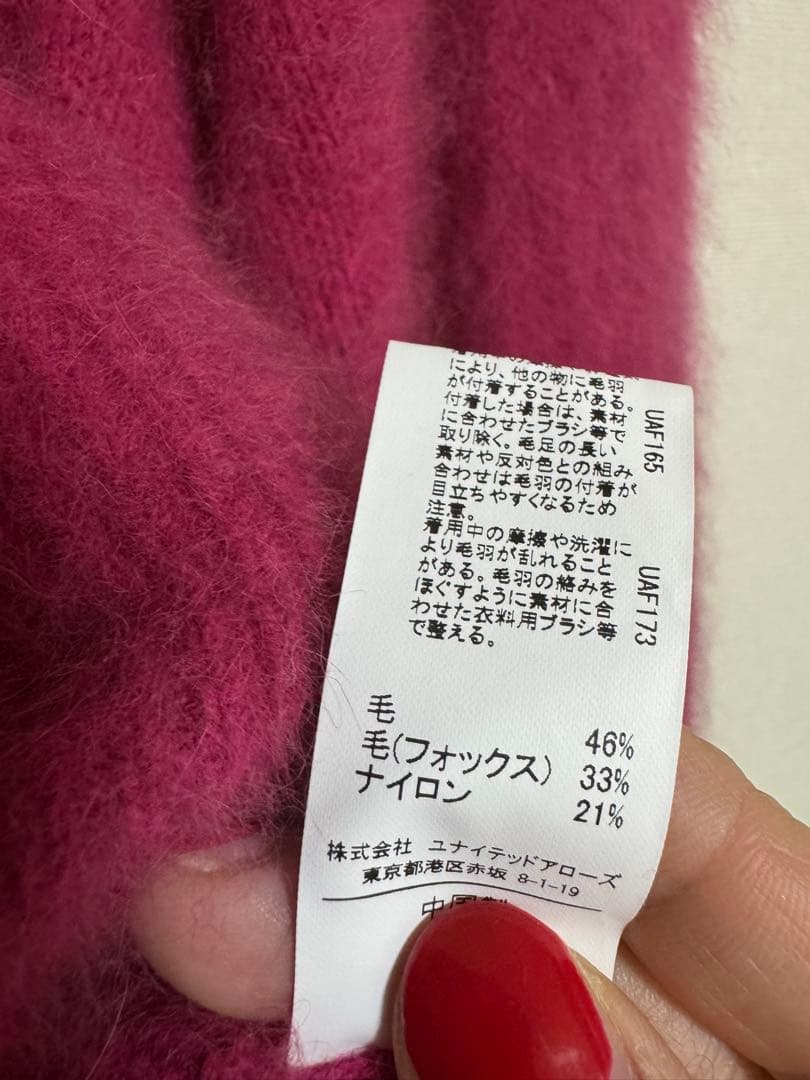 により、他の物に毛羽
が付着することがある。
付着した場合は、素材
に合わせたブラシ等で
取り除く。毛足の長い
素材や反対色との組み
合わせは毛羽の付着が
目立ちやすくなるため
注意。
UAF165
着用中の摩擦や洗濯に
より毛羽が乱れること
がある。毛羽の絡みを
ほぐすように素材に合
わせた衣料用ブラシ等
で整える。
UAF173
毛 46%
毛(フォックス) 33%
ナイロン 21%
株式会社 ユナイテッドアローズ
東京都港区赤坂 8-1-19
中国製